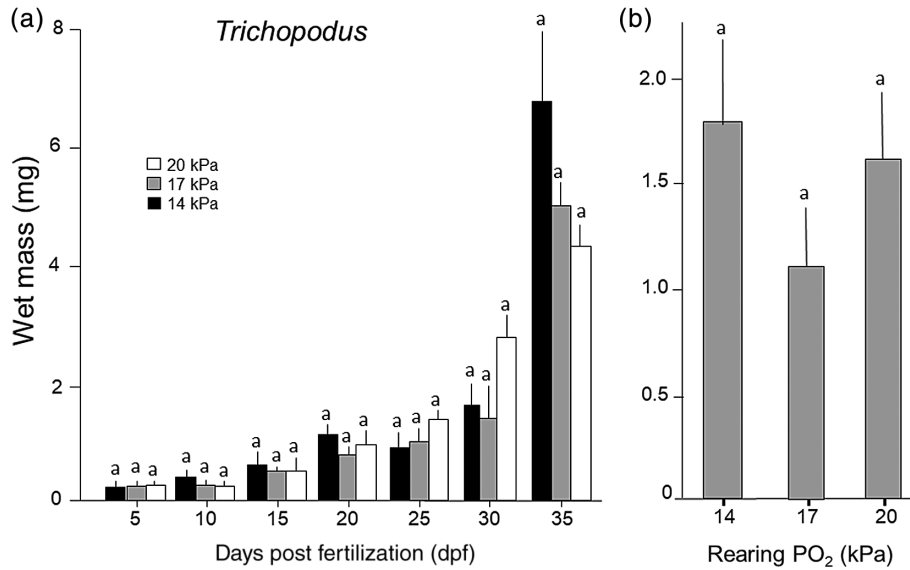 (a)
Trichopodus
Wet mass (mg)
8
6
4
2
0
20 kPa
17 kPa
14 kPa
a a a
a a a
a a a
a a a
a a a
a a a
a a a
5 10 15 20 25 30 35
Days post fertilization (dpf)
(b)
2.0
1.5
1.0
0.5
0
a a a
14 17 20
Rearing PO₂ (kPa)